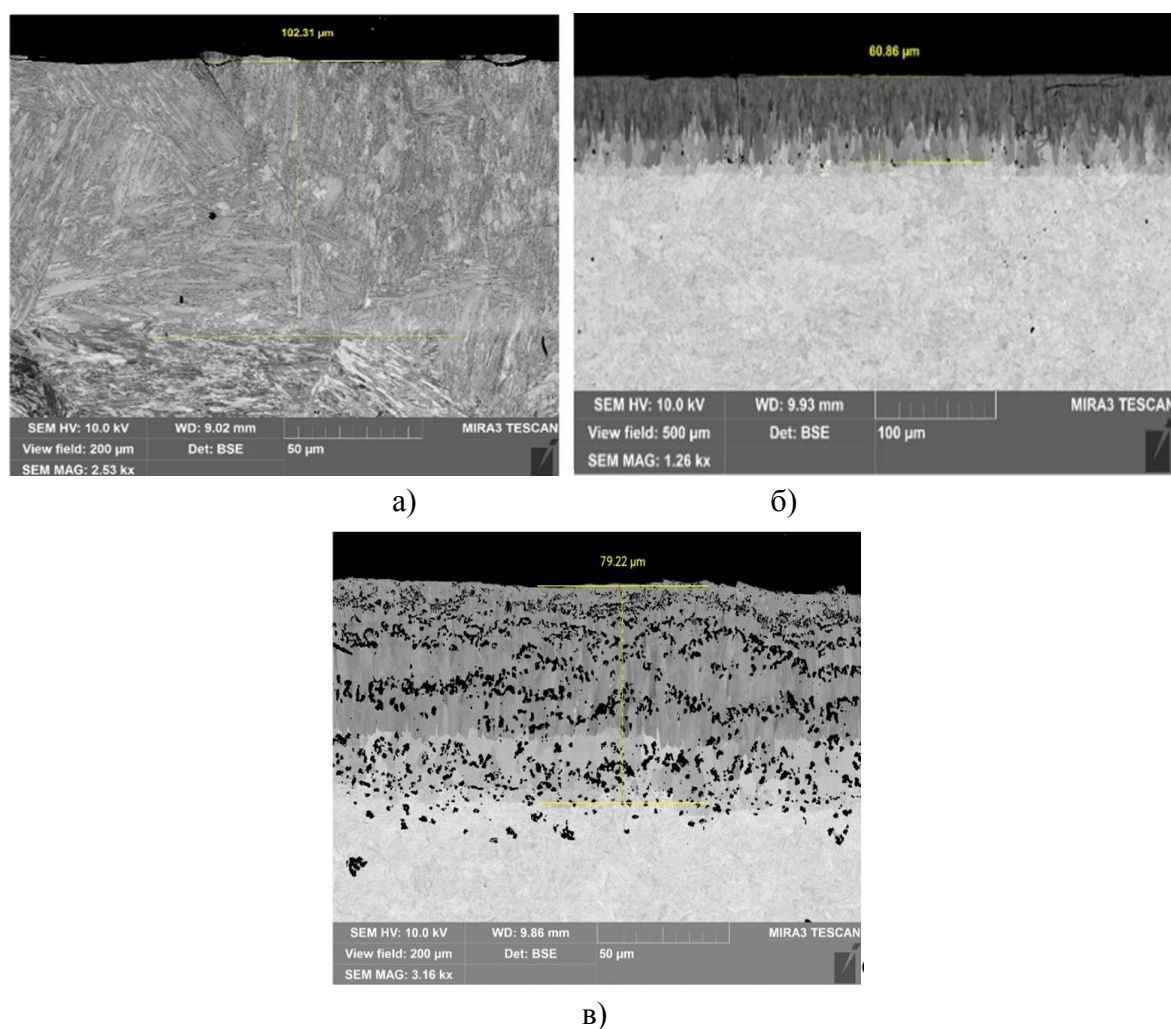 102.31 µm
SEM HV: 10.0 kV WD: 9.02 mm MIRA3 TESCAN
View field: 200 µm Det: BSE 50 µm
SEM MAG: 2.53 kx
а)
60.86 µm
SEM HV: 10.0 kV WD: 9.93 mm MIRA3 TESCAN
View field: 500 µm Det: BSE 100 µm
SEM MAG: 1.26 kx
б)
79.22 µm
SEM HV: 10.0 kV WD: 9.86 mm MIRA3 TESCAN
View field: 200 µm Det: BSE 50 µm
SEM MAG: 3.16 kx
в)